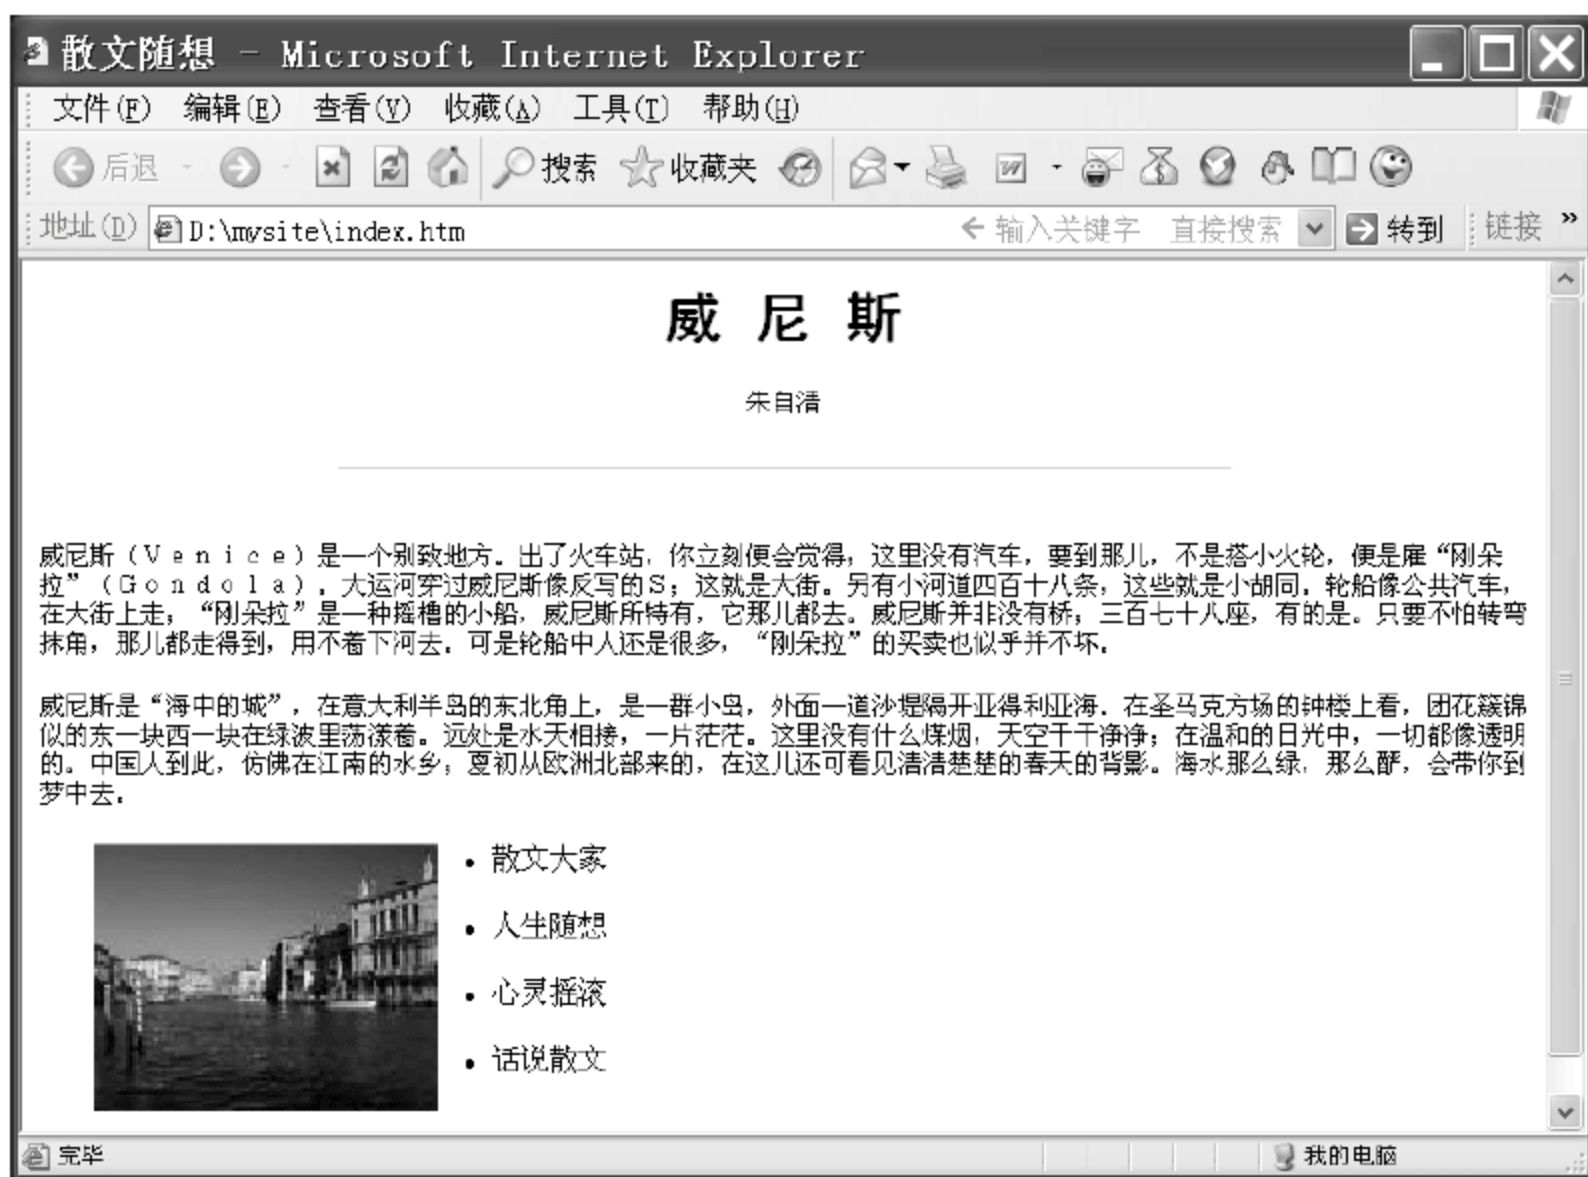 散文随想 - Microsoft Internet Explorer
文件(F) 编辑(E) 查看(V) 收藏(A) 工具(T) 帮助(H)
后退 搜索 收藏夹
地址(D) D:\mysite\index.htm 输入关键字 直接搜索 转到 链接 »
威 尼 斯
朱自清
威尼斯（Ｖｅｎｉｃｅ）是一个别致地方。出了火车站，你立刻便会觉得；这里没有汽车，要到那儿，不是搭小火轮，便是雇“刚朵
拉”（Ｇｏｎｄｏｌａ）。大运河穿过威尼斯像反写的Ｓ；这就是大街。另有小河道四百十八条，这些就是小胡同。轮船像公共汽车，
在大街上走；“刚朵拉”是一种摇橹的小船，威尼斯所特有，它那儿都去。威尼斯并非没有桥；三百七十八座，有的是。只要不怕转弯
抹角，那儿都走得到，用不着下河去。可是轮船中人还是很多，“刚朵拉”的买卖也似乎并不坏。
威尼斯是“海中的城”，在意大利半岛的东北角上，是一群小岛，外面一道沙堤隔开亚得利亚海。在圣马克方场的钟楼上看，团花簇锦
似的东一块西一块在绿波里荡漾着。远处是水天相接，一片茫茫。这里没有什么煤烟，天空干干净净；在温和的日光中，一切都像透明
的。中国人到此，仿佛在江南的水乡；夏初从欧洲北部来的，在这儿还可看见清清楚楚的春天的背影。海水那么绿，那么酽，会带你到
梦中去。
• 散文大家
• 人生随想
• 心灵摇滚
• 话说散文
完毕 我的电脑